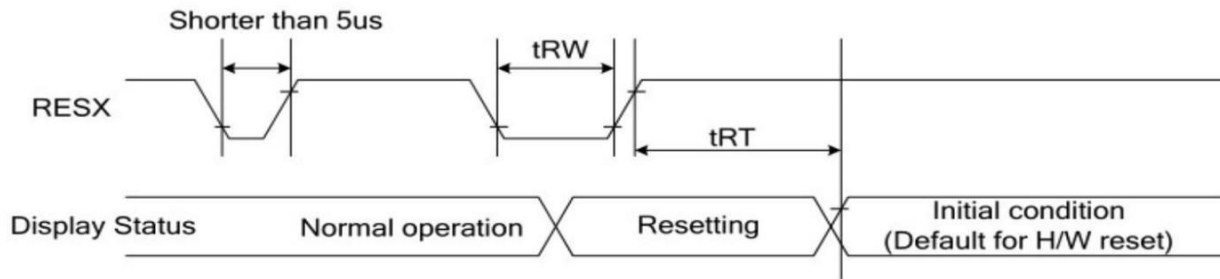 Shorter than 5us
tRW
RESX
tRT
Display Status
Normal operation
Resetting
Initial condition
(Default for H/W reset)